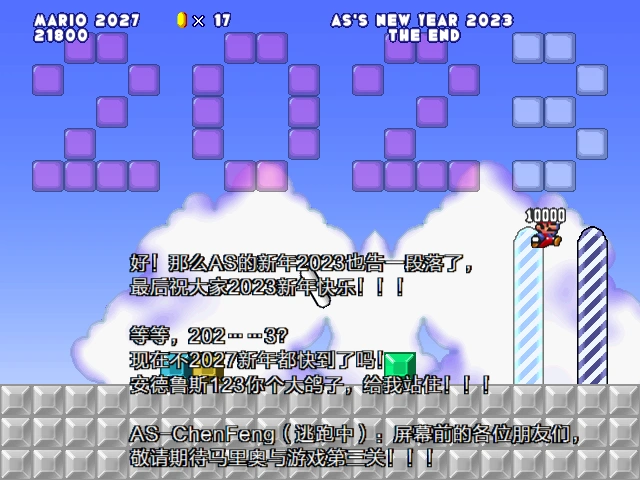 MARIO 2027 × 17 AS'S NEW YEAR 2023
21800 THE END
2023
10000
好！那么AS的新年2023也告一段落了，
最后祝大家2023新年快乐！！！
等等，202……3?
现在不2027新年都快到了吗！
安德鲁斯123你个大鸽子，给我站住！！！
AS-ChenFeng（逃跑中）：屏幕前的各位朋友们，
敬请期待马里奥与游戏第三关！！！